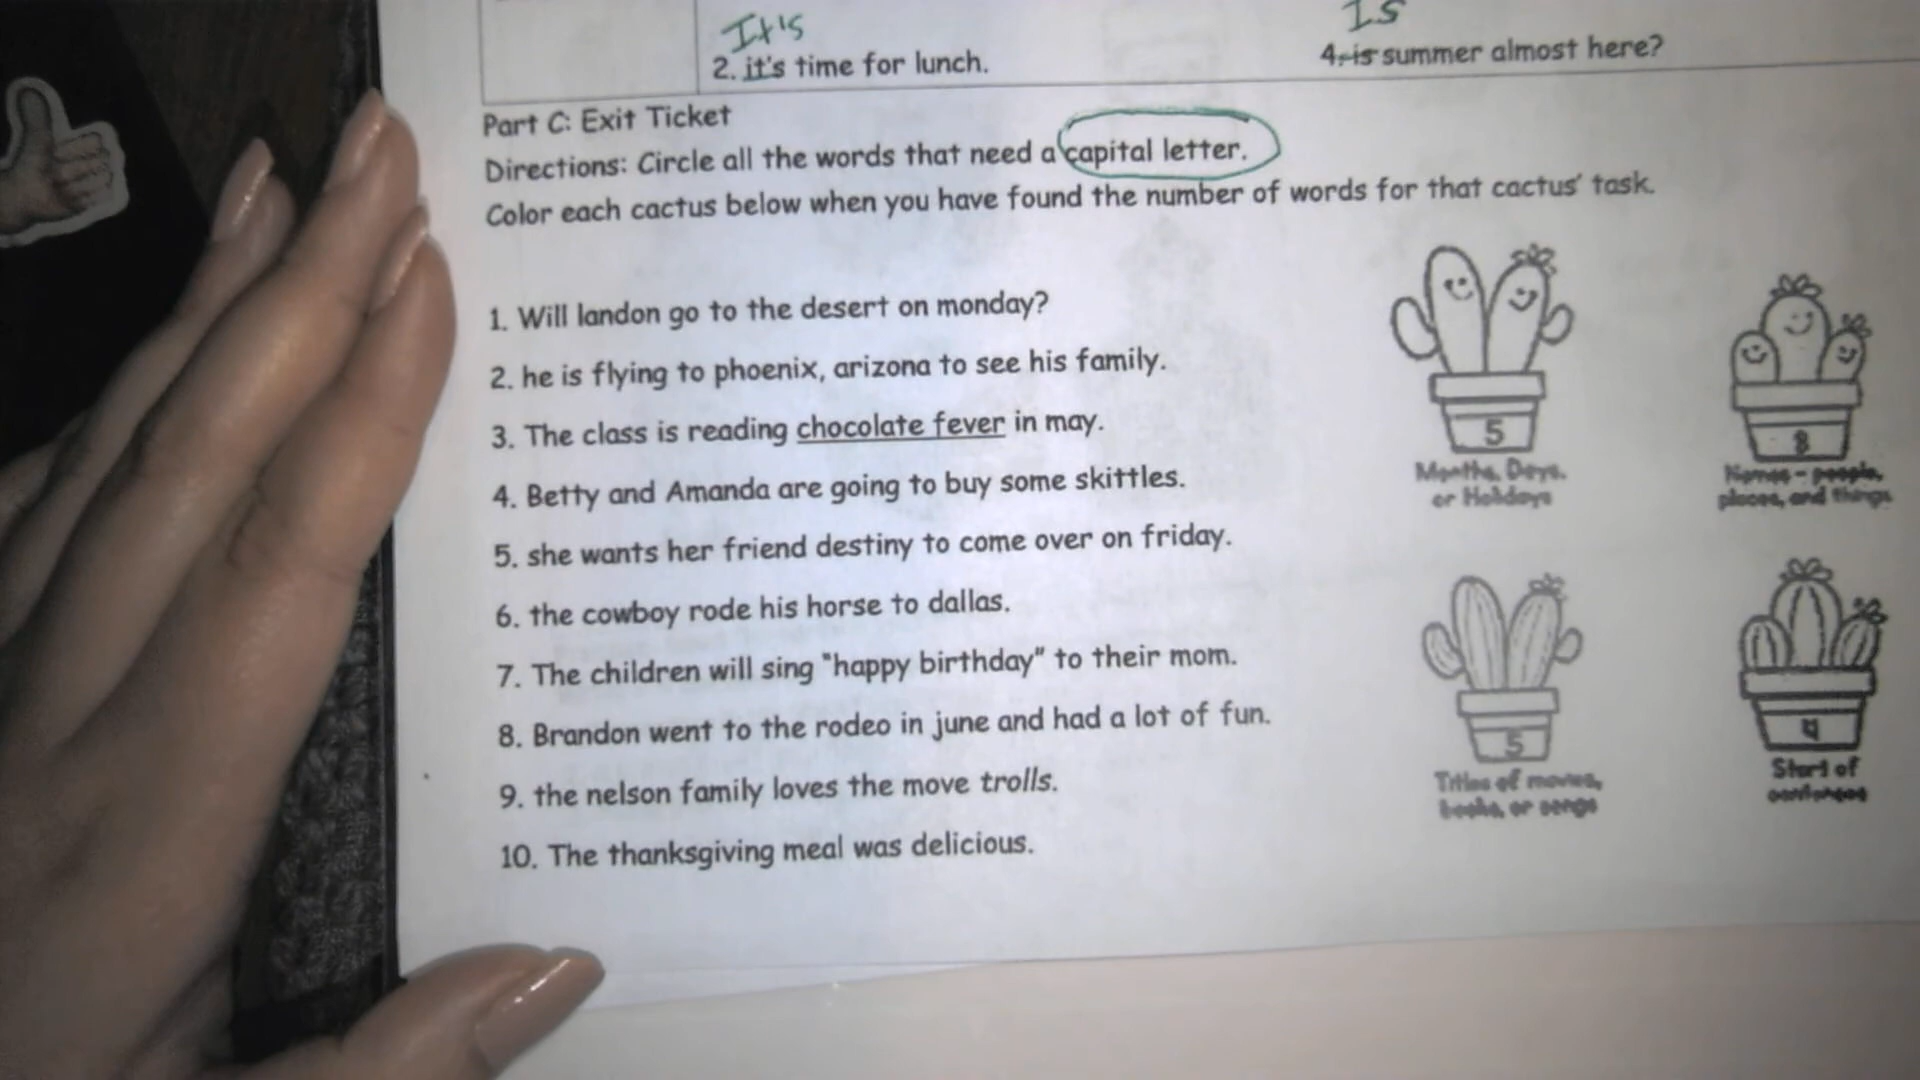 It's
Is
2. it's time for lunch.
4. is summer almost here?
Part C: Exit Ticket
Directions: Circle all the words that need a capital letter.
Color each cactus below when you have found the number of words for that cactus' task.
1. Will landon go to the desert on monday?
2. he is flying to phoenix, arizona to see his family.
3. The class is reading chocolate fever in may.
4. Betty and Amanda are going to buy some skittles.
5. she wants her friend destiny to come over on friday.
6. the cowboy rode his horse to dallas.
7. The children will sing "happy birthday" to their mom.
8. Brandon went to the rodeo in june and had a lot of fun.
9. the nelson family loves the move trolls.
10. The thanksgiving meal was delicious.
5
Months, Days,
or Holidays
8
Names - people,
places, and things
5
Titles of movies,
books, or songs
4
Start of
sentences